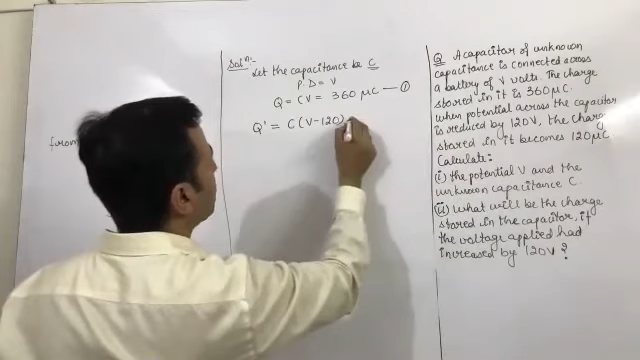 from
Solⁿ:-
Let the capacitance be C
P.D = V
Q = CV = 360 μC — ①
Q' = C(V-120)
Q A capacitor of unknown
capacitance is connected across
a battery of V volts. The charge
stored in it is 360μC.
When potential across the capacitor
is reduced by 120V, the charge
stored in it becomes 120μC
Calculate:
(i) the potential V and the
unknown capacitance C.
(ii) What will be the charge
stored in the capacitor, if
the voltage applied had
increased by 120V?